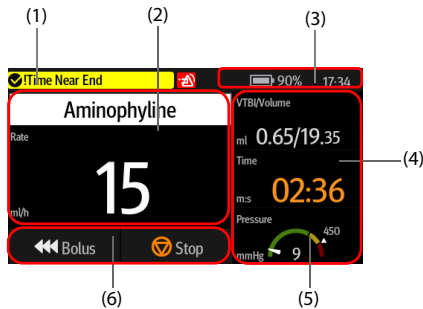 (1)
(2)
(3)
!Time Near End
90%
17:34
Aminophyline
Rate
15
ml/h
VTBI/Volume
ml 0.65/19.35
Time
(4)
m:s 02:36
Pressure
450
mmHg 9
Bolus
Stop
(6)
(5)